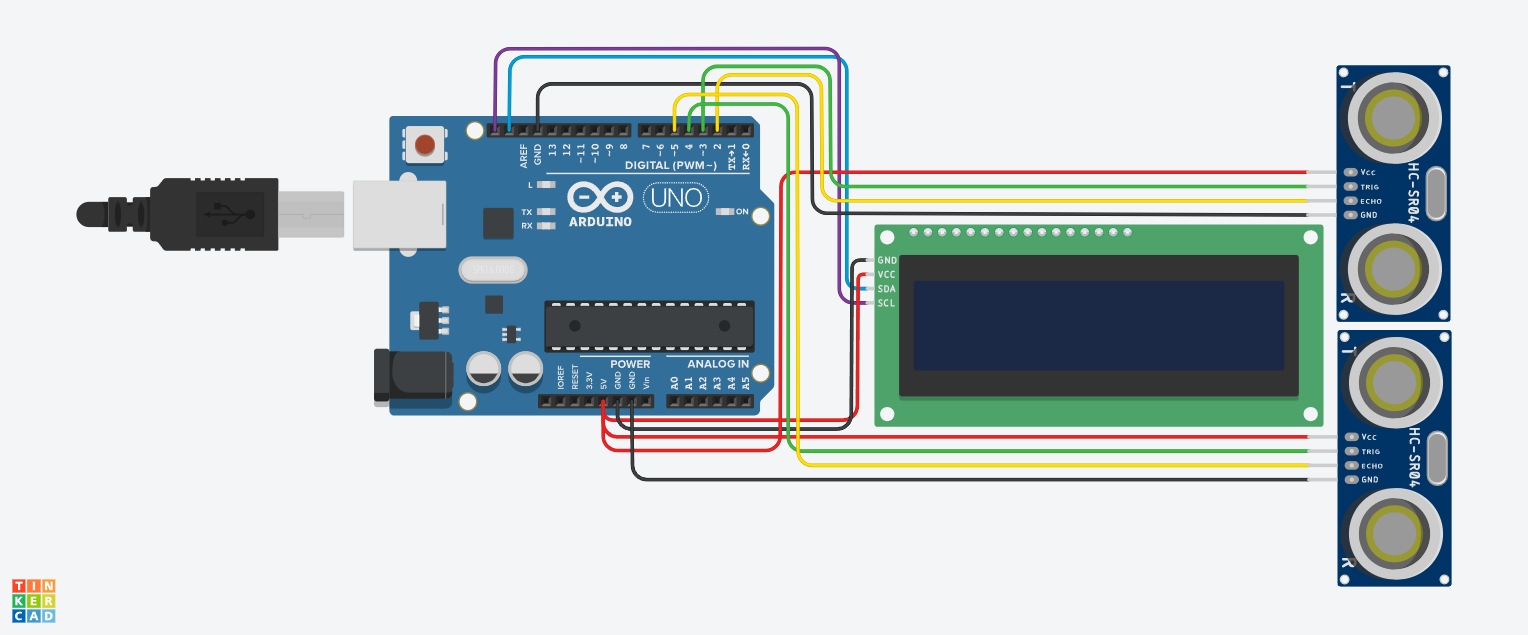 AREF
GND
13
12
~11
~10
~9
8
7
~6
~5
4
~3
2
TX→1
RX←0
DIGITAL (PWM~)
L
TX
RX
ARDUINO
UNO
ON
IOREF
RESET
3.3V
5V
GND
GND
Vin
POWER
ANALOG IN
A0
A1
A2
A3
A4
A5
GND
VCC
SDA
SCL
T
Vcc
TRIG
ECHO
GND
HC-SR04
R
T
Vcc
TRIG
ECHO
GND
HC-SR04
R
TIN
KER
CAD